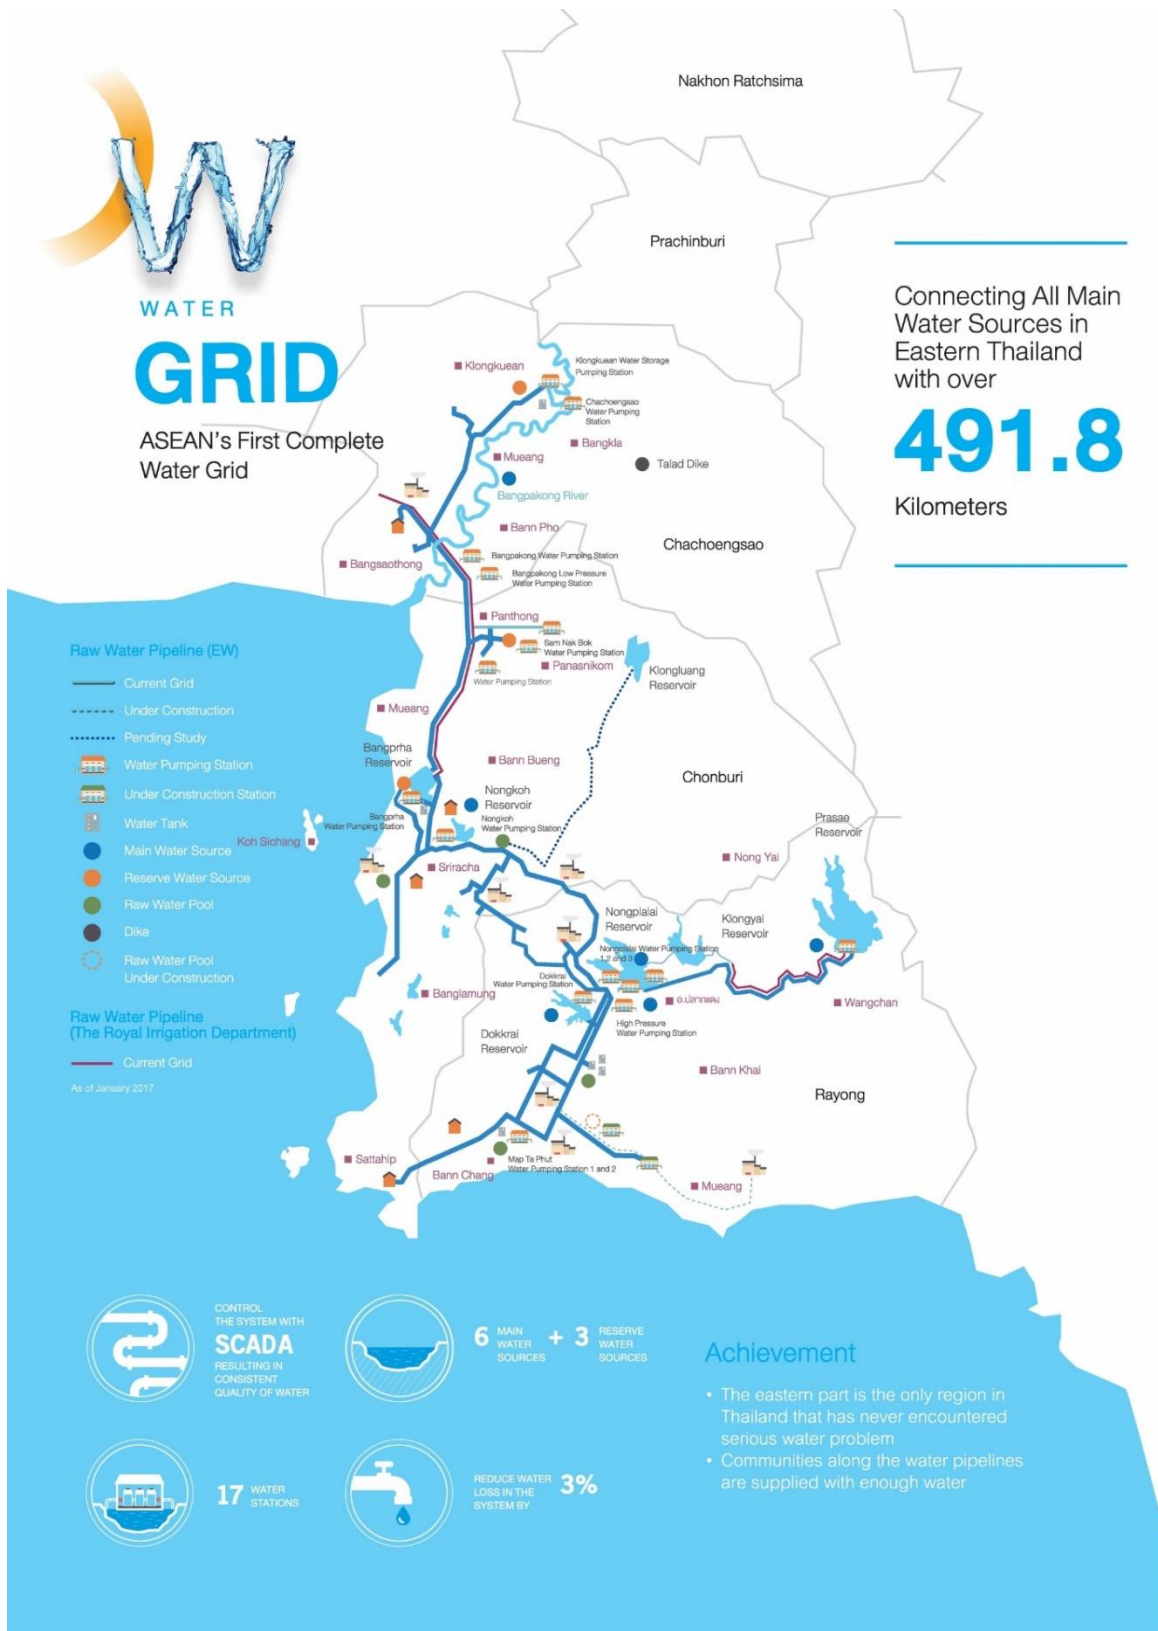 Nakhon Ratchsima
Prachinburi
W
WATER
GRID
ASEAN's First Complete
Water Grid
Connecting All Main
Water Sources in
Eastern Thailand
with over
491.8
Kilometers
Klongkuean
Klongkuean Water Storage
Pumping Station
Chachoengsao
Water Pumping
Station
Bangkla
Mueang
Talad Dike
Bangpakong River
Bann Pho
Chachoengsao
Bangpakong Water Pumping Station
Bangsaothong
Bangpakong Low Pressure
Water Pumping Station
Panthong
Sam Nak Bok
Water Pumping Station
Panasnikom
Water Pumping Station
Klongluang
Reservoir
Mueang
Bangprha
Reservoir
Bann Bueng
Chonburi
Nongkoh
Reservoir
Nongkoh
Water Pumping Station
Bangprha
Water Pumping Station
Koh Sichang
Prasae
Reservoir
Nong Yai
Sriracha
Nongplalai
Reservoir
Klongyai
Reservoir
Nongplalai Water Pumping Station
1,2 and 3
Dokkrai
Water Pumping Station
Banglamung
อ.ปลวกแดง
Wangchan
High Pressure
Water Pumping Station
Dokkrai
Reservoir
Bann Khai
Rayong
Sattahip
Bann Chang
Map Ta Phut
Water Pumping Station 1 and 2
Mueang
Raw Water Pipeline (EW)
Current Grid
Under Construction
Pending Study
Water Pumping Station
Under Construction Station
Water Tank
Main Water Source
Reserve Water Source
Raw Water Pool
Dike
Raw Water Pool
Under Construction
Raw Water Pipeline
(The Royal Irrigation Department)
Current Grid
As of January 2017
CONTROL
THE SYSTEM WITH
SCADA
RESULTING IN
CONSISTENT
QUALITY OF WATER
6 MAIN
WATER
SOURCES
+ 3 RESERVE
WATER
SOURCES
17 WATER
STATIONS
REDUCE WATER
LOSS IN THE
SYSTEM BY
3%
Achievement
• The eastern part is the only region in
Thailand that has never encountered
serious water problem
• Communities along the water pipelines
are supplied with enough water